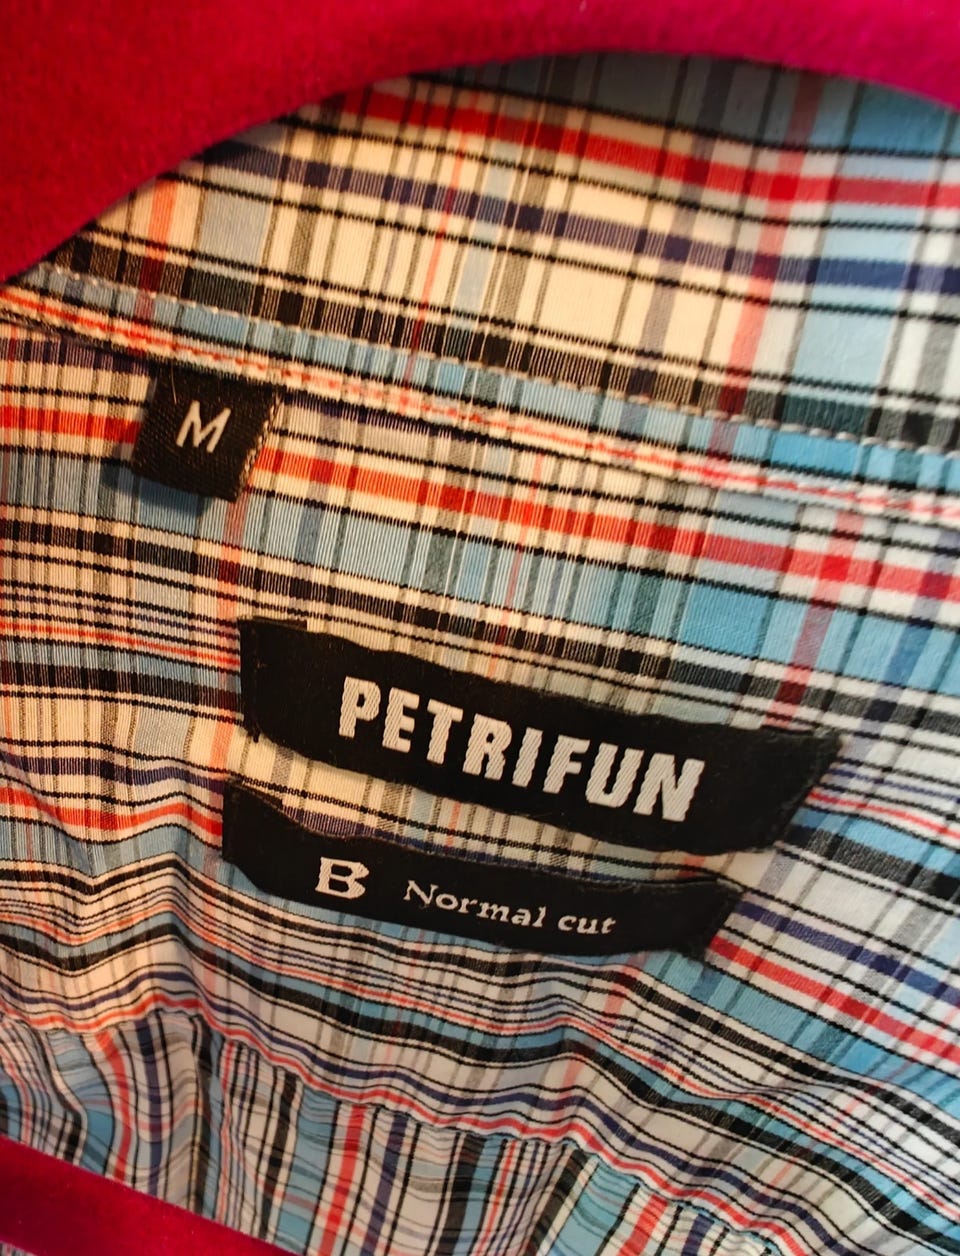 M
PETRIFUN
B Normal cut